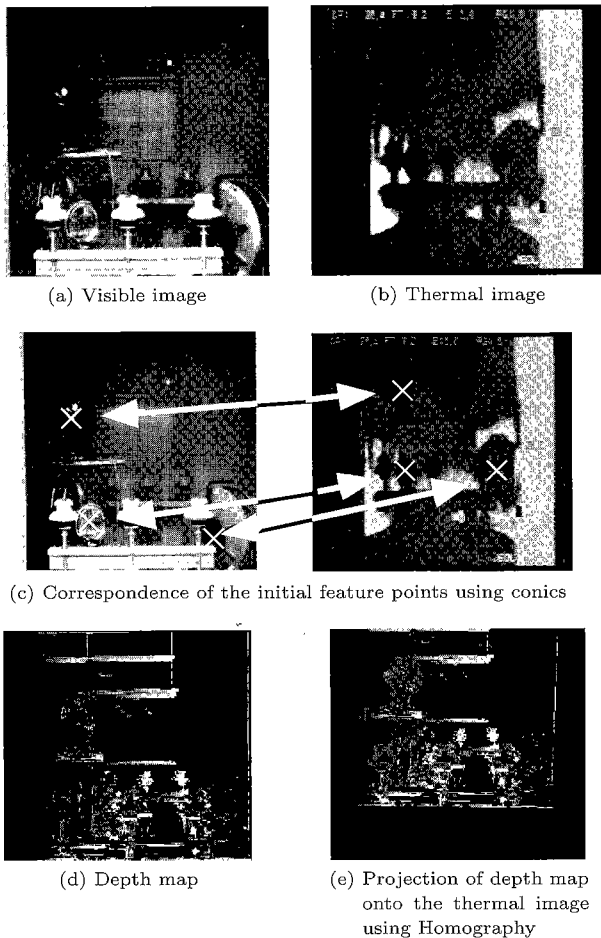 (a) Visible image
(b) Thermal image
(c) Correspondence of the initial feature points using conics
(d) Depth map
(e) Projection of depth map
onto the thermal image
using Homography